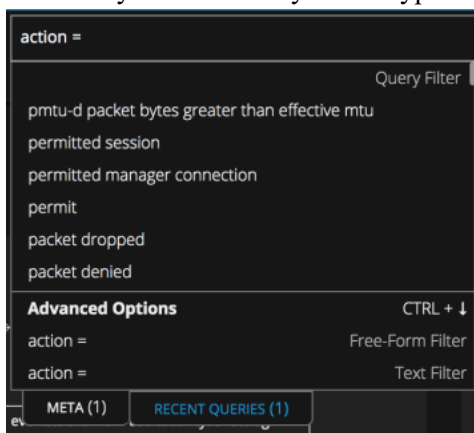 action =
Query Filter
pmtu-d packet bytes greater than effective mtu
permitted session
permitted manager connection
permit
packet dropped
packet denied
Advanced Options CTRL + ↓
action = Free-Form Filter
action = Text Filter
META (1) RECENT QUERIES (1)